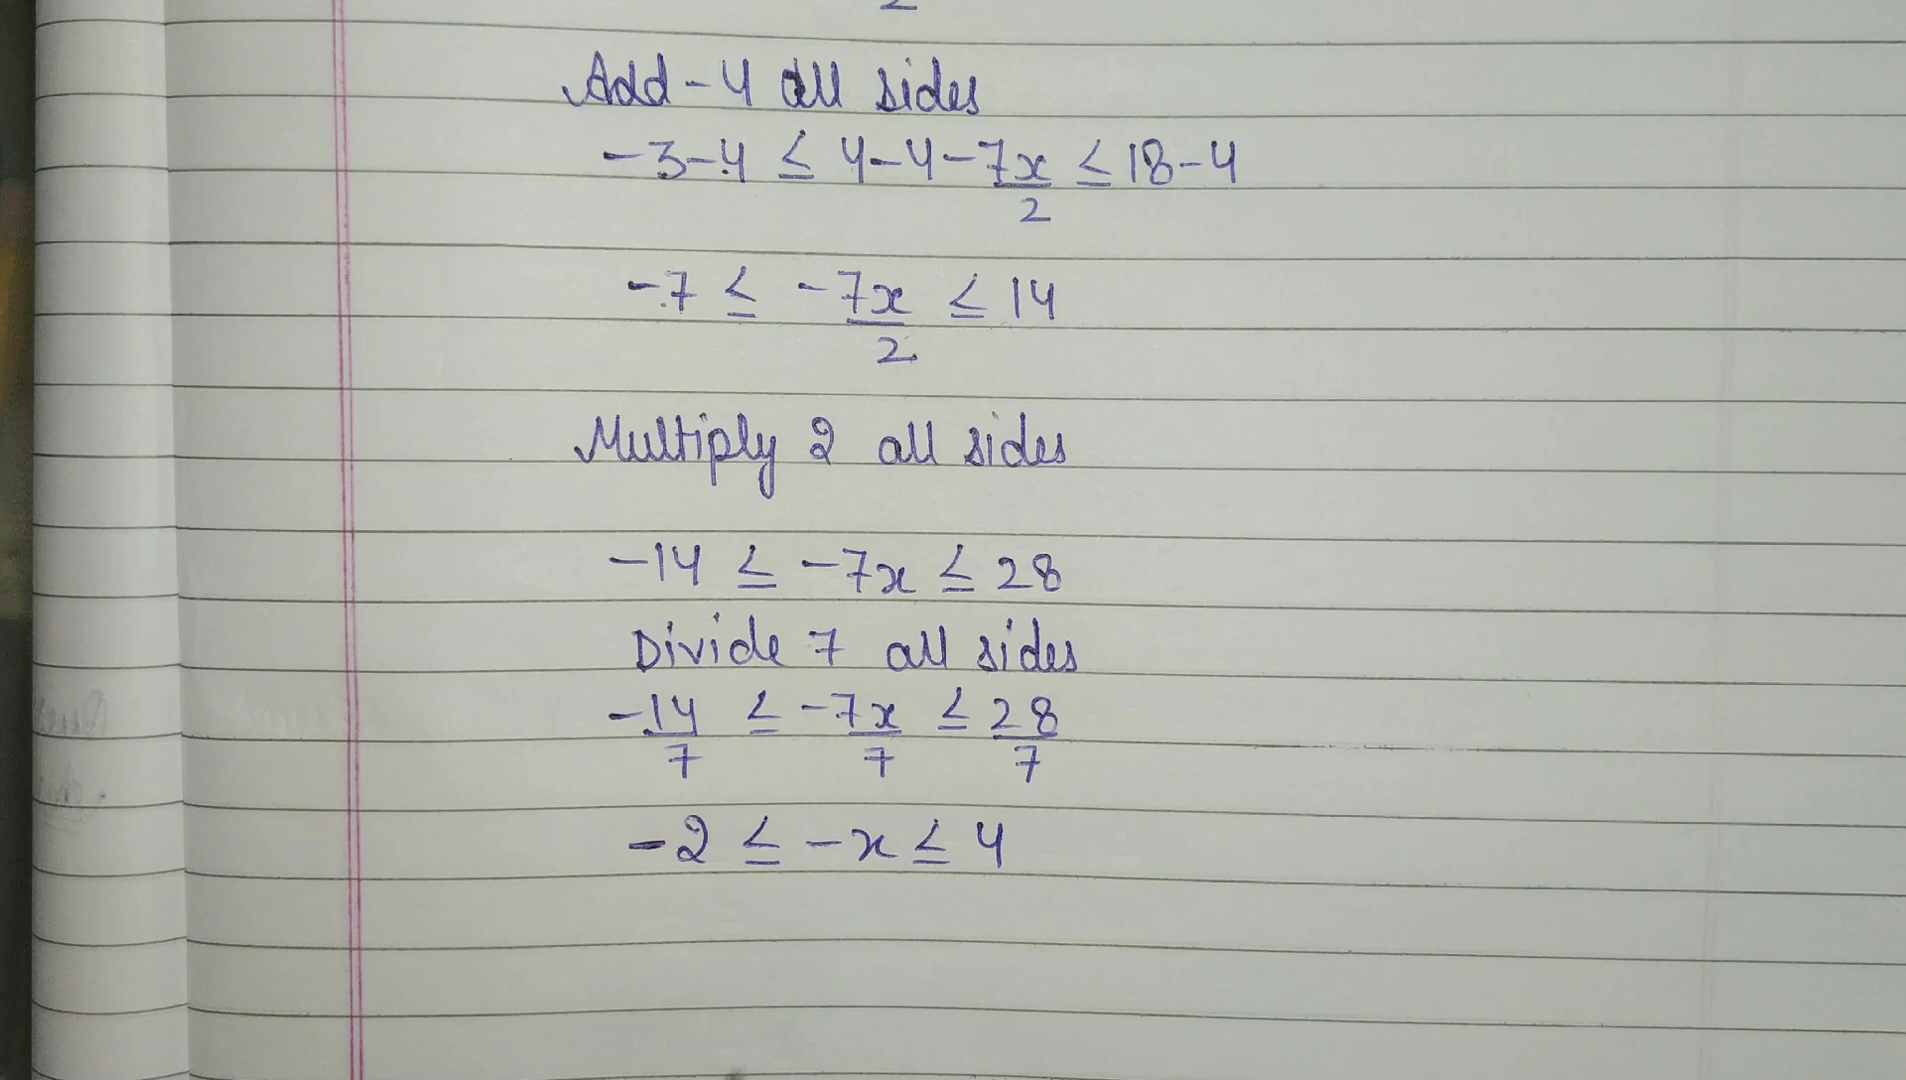 2
Add -4 all sides
-3-4 ≤ 4-4-7x/2 ≤ 18-4
-7 ≤ -7x/2 ≤ 14
Multiply 2 all sides
-14 ≤ -7x ≤ 28
Divide 7 all sides
-14/7 ≤ -7x/7 ≤ 28/7
-2 ≤ -x ≤ 4